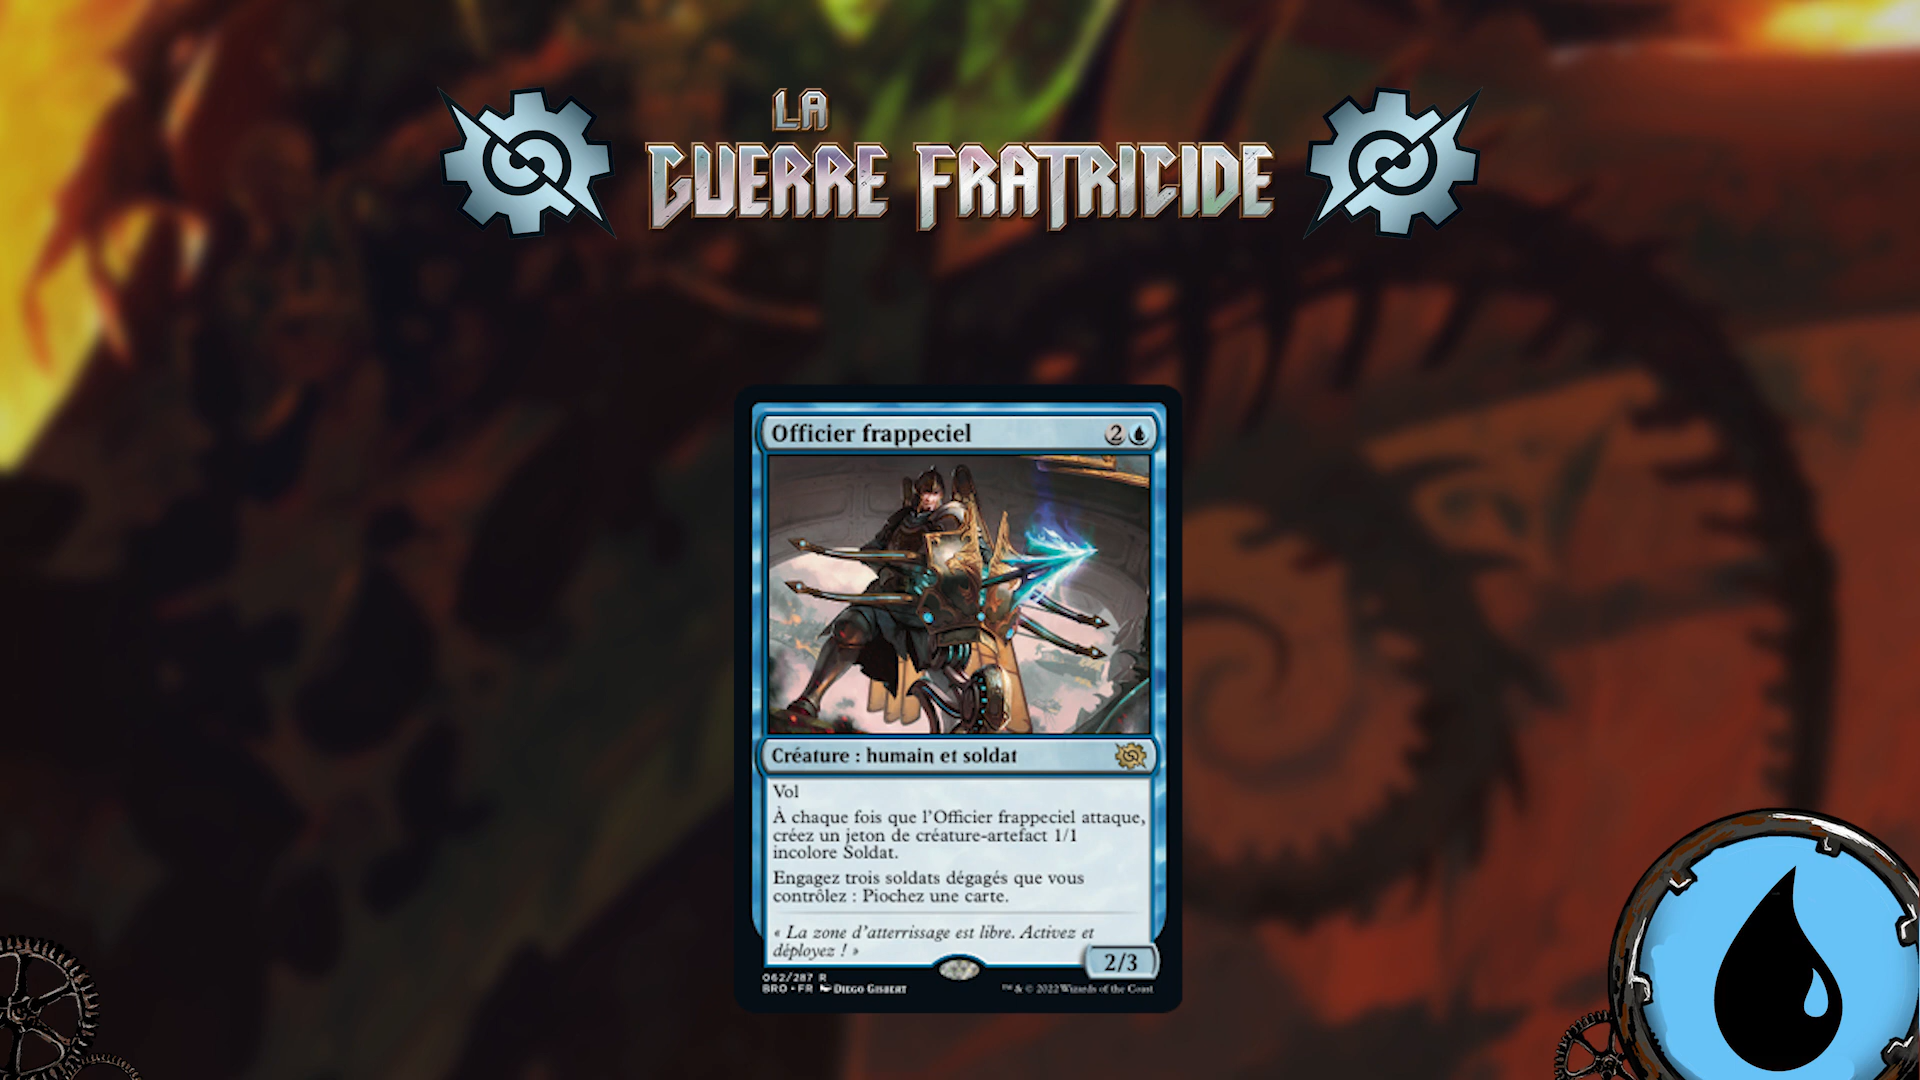 LA
GUERRE FRATRICIDE
Officier frappeciel
2
Créature : humain et soldat
Vol
À chaque fois que l'Officier frappeciel attaque,
créez un jeton de créature-artefact 1/1
incolore Soldat.
Engagez trois soldats dégagés que vous
contrôlez : Piochez une carte.
« La zone d'atterrissage est libre. Activez et
déployez ! »
2/3
062/287 R
BRO • FR Diego Gisbert
™ & © 2022 Wizards of the Coast